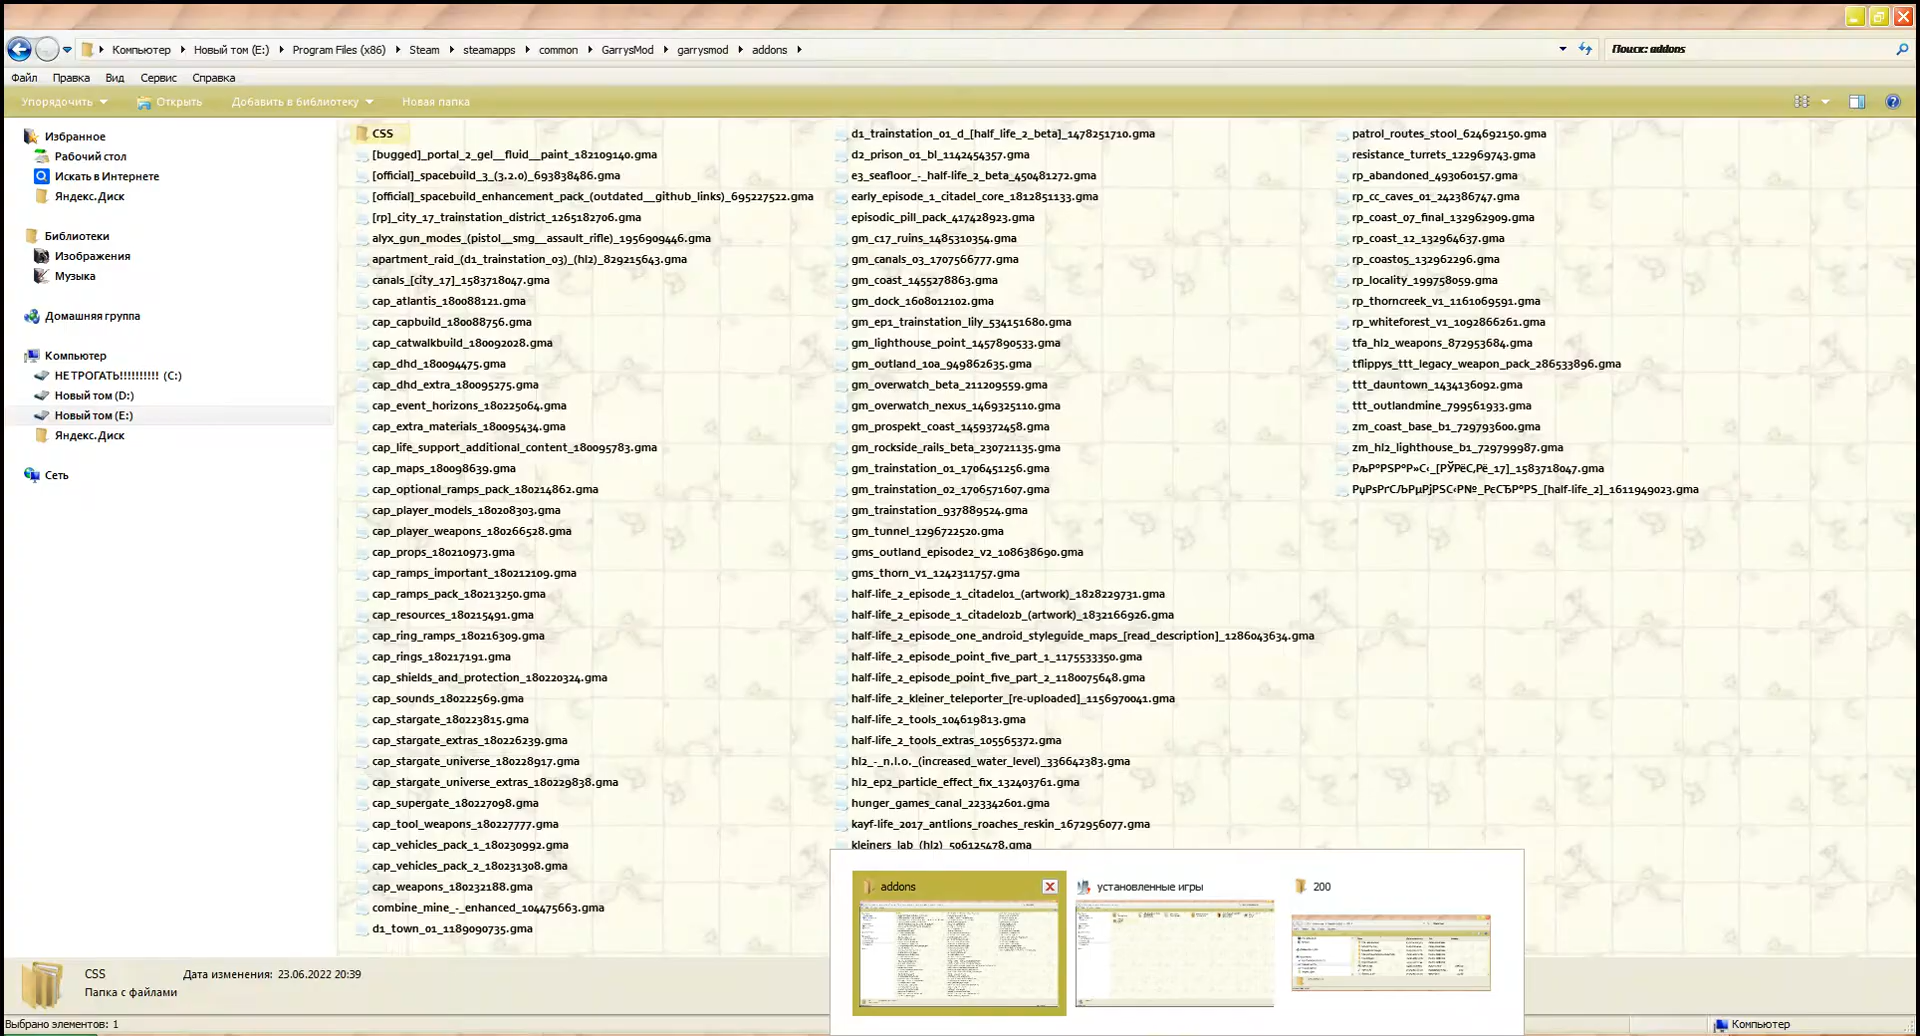 Компьютер Новый том (E:) Program Files (x86) Steam steamapps common GarrysMod garrysmod addons
Поиск: addons
Файл Правка Вид Сервис Справка
Упорядочить Открыть Добавить в библиотеку Новая папка
Избранное
Рабочий стол
Искать в Интернете
Яндекс.Диск
Библиотеки
Изображения
Музыка
Домашняя группа
Компьютер
НЕ ТРОГАТЬ!!!!!!!!!! (C:)
Новый том (D:)
Новый том (E:)
Яндекс.Диск
Сеть
CSS
[bugged]_portal_2_gel__fluid__paint_182109140.gma
[official]_spacebuild_3_(3.2.0)_693838486.gma
[official]_spacebuild_enhancement_pack_(outdated__github_links)_695227522.gma
[rp]_city_17_trainstation_district_1265182706.gma
alyx_gun_modes_(pistol__smg__assault_rifle)_1956909446.gma
apartment_raid_(d1_trainstation_03)_(hl2)_829215643.gma
canals_[city_17]_1583718047.gma
cap_atlantis_180088121.gma
cap_capbuild_180088756.gma
cap_catwalkbuild_180092028.gma
cap_dhd_180094475.gma
cap_dhd_extra_180095275.gma
cap_event_horizons_180225064.gma
cap_extra_materials_180095434.gma
cap_life_support_additional_content_180095783.gma
cap_maps_180098639.gma
cap_optional_ramps_pack_180214862.gma
cap_player_models_180208303.gma
cap_player_weapons_180266528.gma
cap_props_180210973.gma
cap_ramps_important_180212109.gma
cap_ramps_pack_180213250.gma
cap_resources_180215491.gma
cap_ring_ramps_180216309.gma
cap_rings_180217191.gma
cap_shields_and_protection_180220324.gma
cap_sounds_180222569.gma
cap_stargate_180223815.gma
cap_stargate_extras_180226239.gma
cap_stargate_universe_180228917.gma
cap_stargate_universe_extras_180229838.gma
cap_supergate_180227098.gma
cap_tool_weapons_180227777.gma
cap_vehicles_pack_1_180230992.gma
cap_vehicles_pack_2_180231308.gma
cap_weapons_180232188.gma
combine_mine_-_enhanced_104475663.gma
d1_town_01_1189090735.gma
d1_trainstation_01_d_[half_life_2_beta]_1478251710.gma
d2_prison_01_bl_1142454357.gma
e3_seafloor_-_half-life_2_beta_450481272.gma
early_episode_1_citadel_core_1812851133.gma
episodic_pill_pack_417428923.gma
gm_c17_ruins_1485310354.gma
gm_canals_03_1707566777.gma
gm_coast_1455278863.gma
gm_dock_1608012102.gma
gm_ep1_trainstation_lily_534151680.gma
gm_lighthouse_point_1457890533.gma
gm_outland_10a_949862635.gma
gm_overwatch_beta_211209559.gma
gm_overwatch_nexus_1469325110.gma
gm_prospekt_coast_1459372458.gma
gm_rockside_rails_beta_230721135.gma
gm_trainstation_01_1706451256.gma
gm_trainstation_02_1706571607.gma
gm_trainstation_937889524.gma
gm_tunnel_1296722520.gma
gms_outland_episode2_v2_108638690.gma
gms_thorn_v1_1242311757.gma
half-life_2_episode_1_citadel01_(artwork)_1828229731.gma
half-life_2_episode_1_citadel02b_(artwork)_1832166926.gma
half-life_2_episode_one_android_styleguide_maps_[read_description]_1286043634.gma
half-life_2_episode_point_five_part_1_1175533350.gma
half-life_2_episode_point_five_part_2_1180075648.gma
half-life_2_kleiner_teleporter_[re-uploaded]_1156970041.gma
half-life_2_tools_104619813.gma
half-life_2_tools_extras_105565372.gma
hl2_-_n.l.o._(increased_water_level)_336642383.gma
hl2_ep2_particle_effect_fix_132403761.gma
hunger_games_canal_223342601.gma
kayf-life_2017_antlions_roaches_reskin_1672956077.gma
kleiners_lab_(hl2)_506125478.gma
patrol_routes_stool_624692150.gma
resistance_turrets_122969743.gma
rp_abandoned_493060157.gma
rp_cc_caves_01_242386747.gma
rp_coast_07_final_132962909.gma
rp_coast_12_132964637.gma
rp_coast05_132962296.gma
rp_locality_199758059.gma
rp_thorncreek_v1_1161069591.gma
rp_whiteforest_v1_1092866261.gma
tfa_hl2_weapons_872953684.gma
tflippys_ttt_legacy_weapon_pack_286533896.gma
ttt_dauntown_1434136092.gma
ttt_outlandmine_799561933.gma
zm_coast_base_b1_729793600.gma
zm_hl2_lighthouse_b1_729799987.gma
РљР°РЅР°Р»С‹_[РЎРёС‚Рё_17]_1583718047.gma
РџРѕРґСЉРµРјРЅС‹Р№_РєСЂР°РЅ_[half-life_2]_1611949023.gma
addons
установленные игры
200
CSS Дата изменения: 23.06.2022 20:39
Папка с файлами
Выбрано элементов: 1
Компьютер